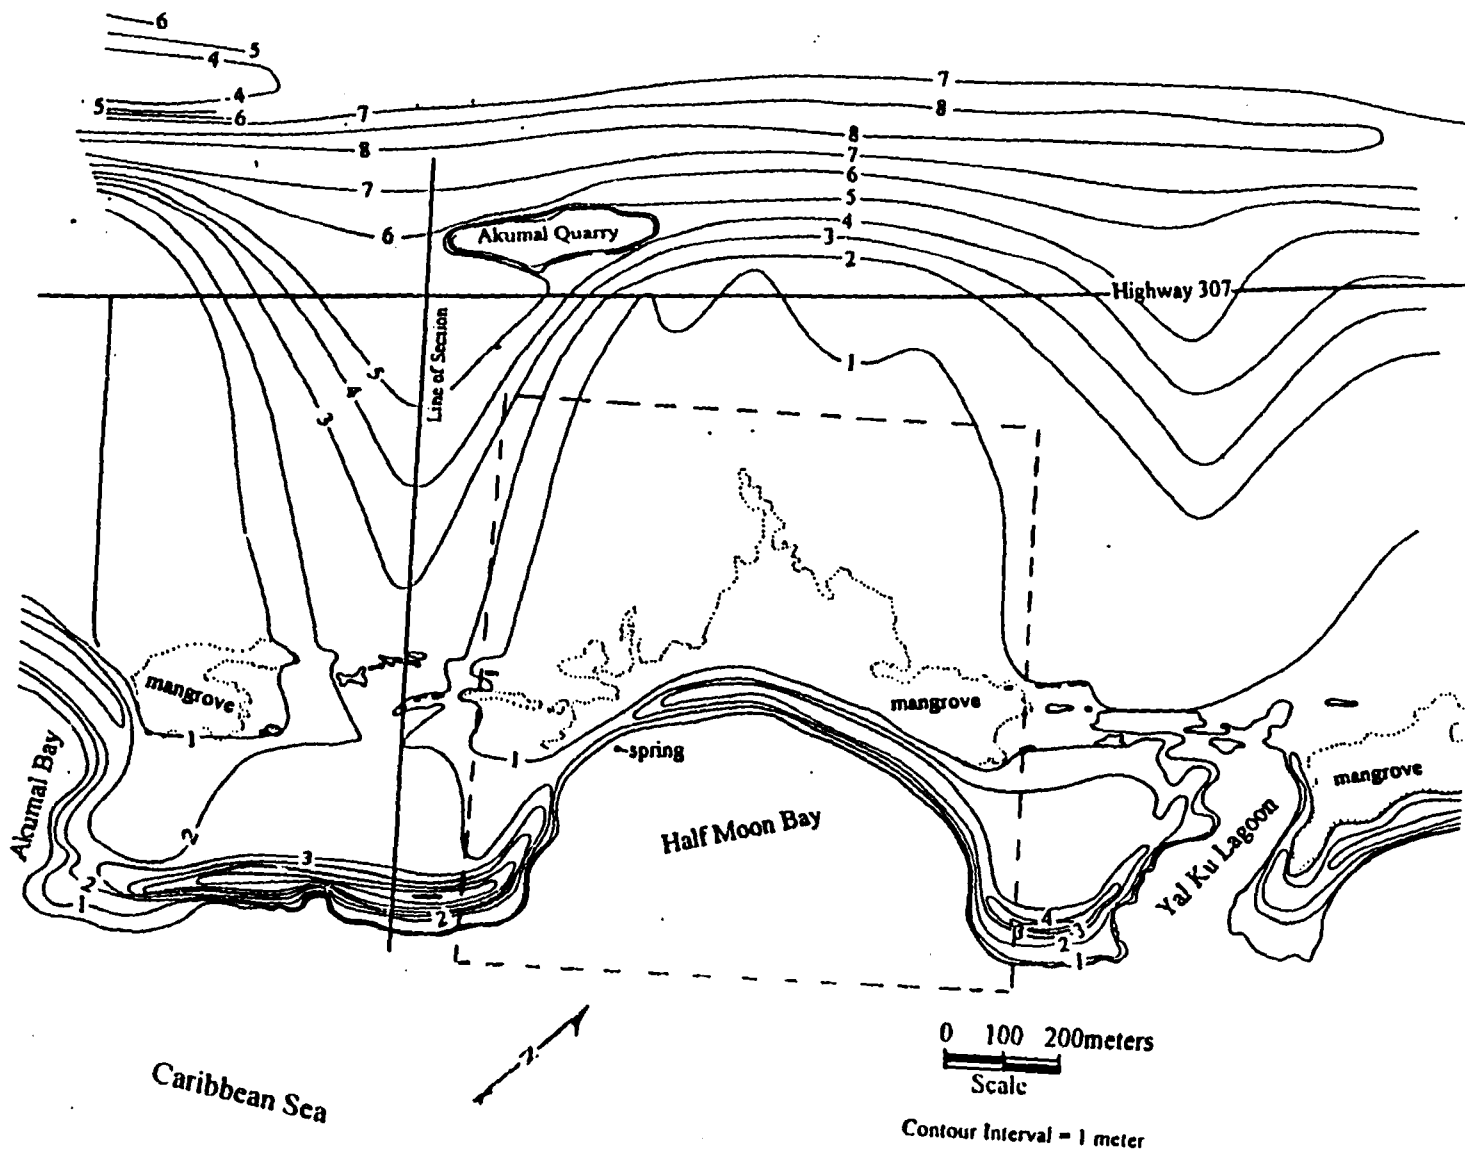 6
5
4
4
5
6
7
7
8
8
8
7
7
6
6
5
4
3
2
Akumal Quarry
Highway 307
Line of Section
1
5
4
3
mangrove
1
Akumal Bay
2
3
2
1
2
1
spring
Half Moon Bay
mangrove
mangrove
Yal Ku Lagoon
4
3
3
2
1
Caribbean Sea
0 100 200meters
Scale
Contour Interval = 1 meter